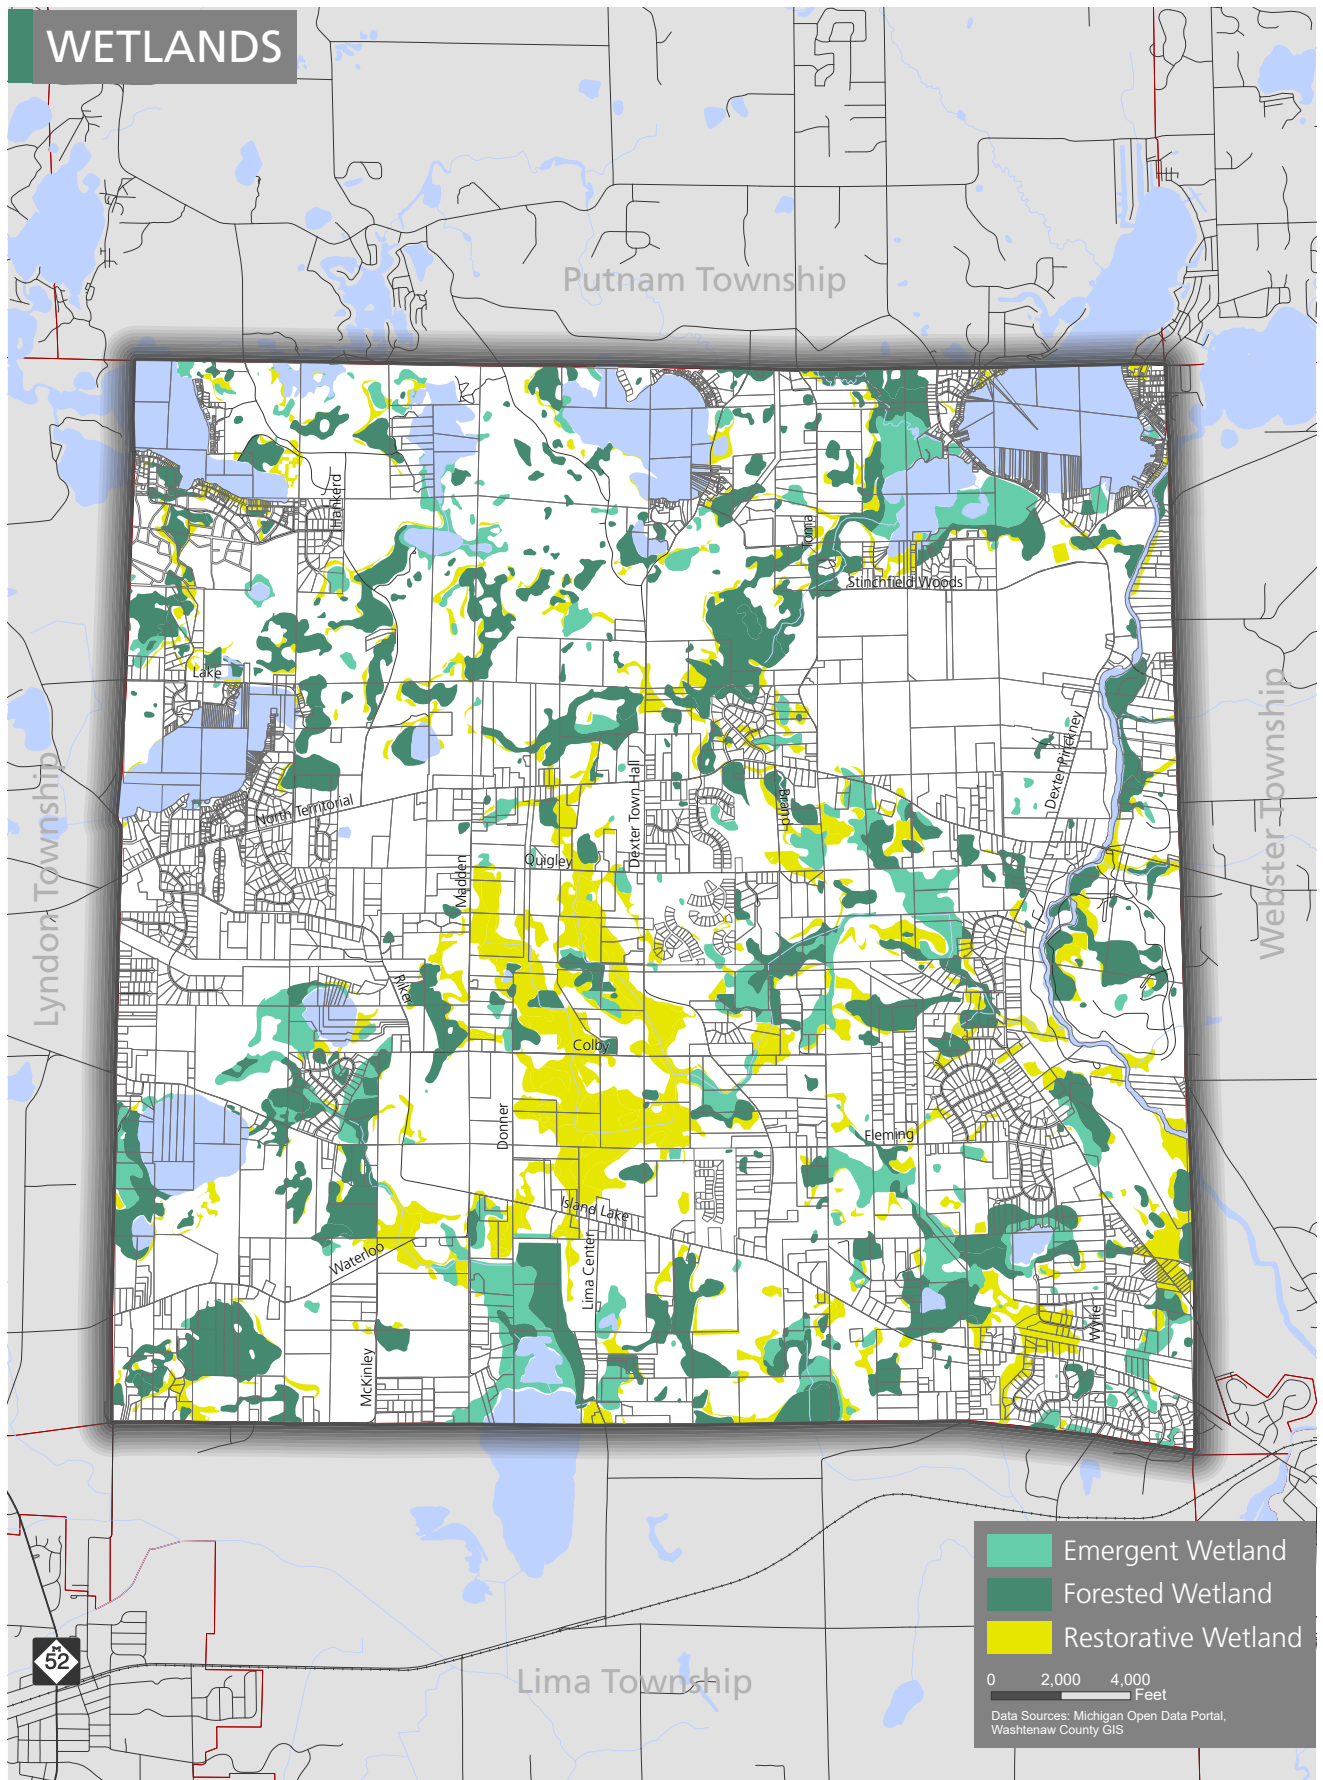 WETLANDS
Putnam Township
Hankerd
Toma
Stinchfield Woods
Lake
Lyndon Township
Webster Township
Dexter Pinckney
North Territorial
Dexter Town Hall
Brand
Quigley
Madden
Riker
Colby
Donner
Fleming
Island Lake
Waterloo
Lima Center
Wylie
McKinley
Emergent Wetland
Forested Wetland
Restorative Wetland
0 2,000 4,000
Feet
Data Sources: Michigan Open Data Portal,
Washtenaw County GIS
M
52
Lima Township